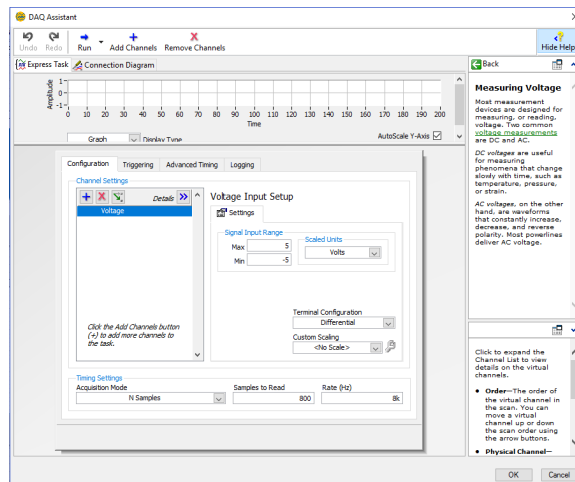 DAQ Assistant
Undo Redo Run Add Channels Remove Channels Hide Help
Express Task Connection Diagram
Amplitude
1
0
-1
0 10 20 30 40 50 60 70 80 90 100 110 120 130 140 150 160 170 180 190 200
Time
Graph Display Type AutoScale Y-Axis
Configuration Triggering Advanced Timing Logging
Channel Settings
Details
Voltage
Click the Add Channels button
(+) to add more channels to
the task.
Voltage Input Setup
Settings
Signal Input Range
Max 5
Min -5
Scaled Units
Volts
Terminal Configuration
Differential
Custom Scaling
<No Scale>
Timing Settings
Acquisition Mode Samples to Read Rate (Hz)
N Samples 800 8k
Back
Measuring Voltage
Most measurement
devices are designed for
measuring, or reading,
voltage. Two common
voltage measurements
are DC and AC.
DC voltages are useful
for measuring
phenomena that change
slowly with time, such as
temperature, pressure,
or strain.
AC voltages, on the other
hand, are waveforms
that constantly increase,
decrease, and reverse
polarity. Most powerlines
deliver AC voltage.
Click to expand the
Channel List to view
details on the virtual
channels.
• Order—The order of
the virtual channel in
the scan. You can
move a virtual
channel up or down
the scan order using
the arrow buttons.
• Physical Channel—
OK Cancel